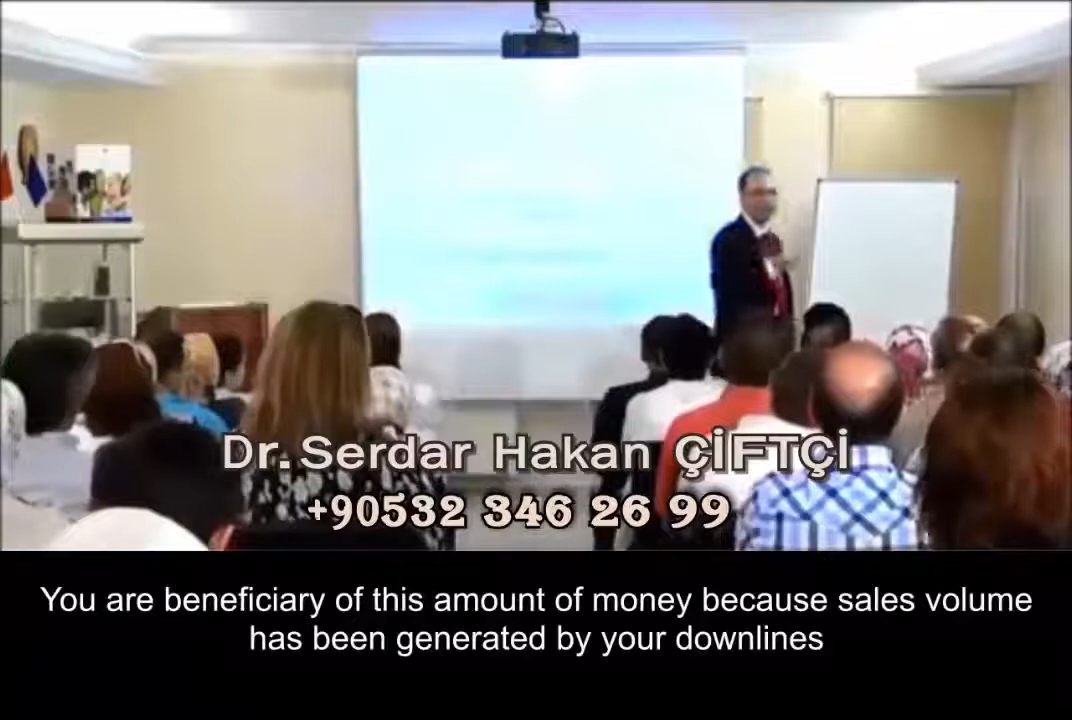 Dr. Serdar Hakan ÇİFTÇİ
+90532 346 26 99
You are beneficiary of this amount of money because sales volume
has been generated by your downlines